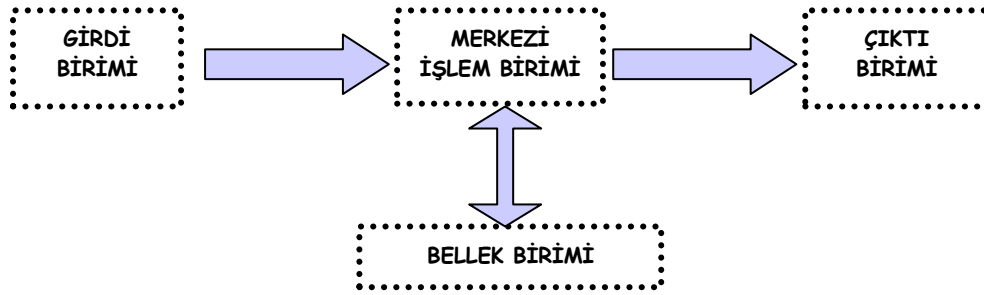 GİRDİ
BİRİMİ
MERKEZİ
İŞLEM BİRİMİ
ÇIKTI
BİRİMİ
BELLEK BİRİMİ